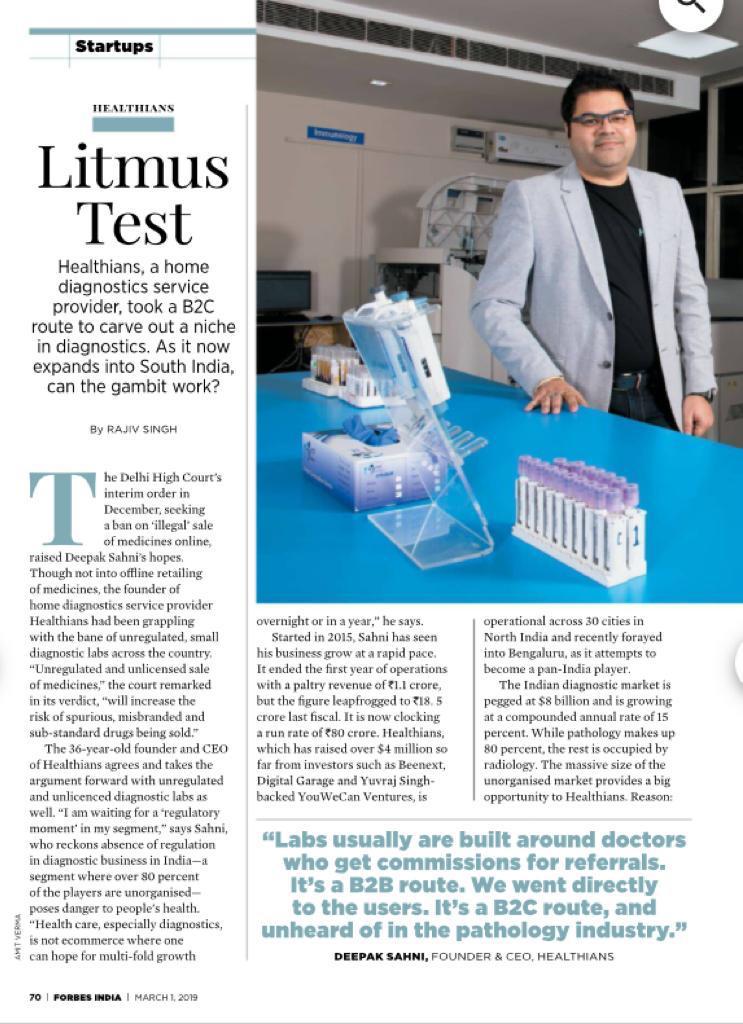 Startups
HEALTHIANS
Litmus
Test
Healthians, a home
diagnostics service
provider, took a B2C
route to carve out a niche
in diagnostics. As it now
expands into South India,
can the gambit work?
By RAJIV SINGH
The Delhi High Court's
interim order in
December, seeking
a ban on 'illegal' sale
of medicines online,
raised Deepak Sahni's hopes.
Though not into offline retailing
of medicines, the founder of
home diagnostics service provider
Healthians had been grappling
with the bane of unregulated, small
diagnostic labs across the country.
"Unregulated and unlicensed sale
of medicines," the court remarked
in its verdict, "will increase the
risk of spurious, misbranded and
sub-standard drugs being sold."
The 36-year-old founder and CEO
of Healthians agrees and takes the
argument forward with unregulated
and unlicenced diagnostic labs as
well. "I am waiting for a 'regulatory
moment' in my segment," says Sahni,
who reckons absence of regulation
in diagnostic business in India—a
segment where over 80 percent
of the players are unorganised—
poses danger to people's health.
"Health care, especially diagnostics,
is not ecommerce where one
can hope for multi-fold growth
Immunology
overnight or in a year," he says.
Started in 2015, Sahni has seen
his business grow at a rapid pace.
It ended the first year of operations
with a paltry revenue of ₹1.1 crore,
but the figure leapfrogged to ₹18. 5
crore last fiscal. It is now clocking
a run rate of ₹80 crore. Healthians,
which has raised over $4 million so
far from investors such as Beenext,
Digital Garage and Yuvraj Singh-
backed YouWeCan Ventures, is
operational across 30 cities in
North India and recently forayed
into Bengaluru, as it attempts to
become a pan-India player.
The Indian diagnostic market is
pegged at $8 billion and is growing
at a compounded annual rate of 15
percent. While pathology makes up
80 percent, the rest is occupied by
radiology. The massive size of the
unorganised market provides a big
opportunity to Healthians. Reason:
"Labs usually are built around doctors
who get commissions for referrals.
It's a B2B route. We went directly
to the users. It's a B2C route, and
unheard of in the pathology industry."
DEEPAK SAHNI, FOUNDER & CEO, HEALTHIANS
AMIT VERMA
70 | FORBES INDIA | MARCH 1, 2019